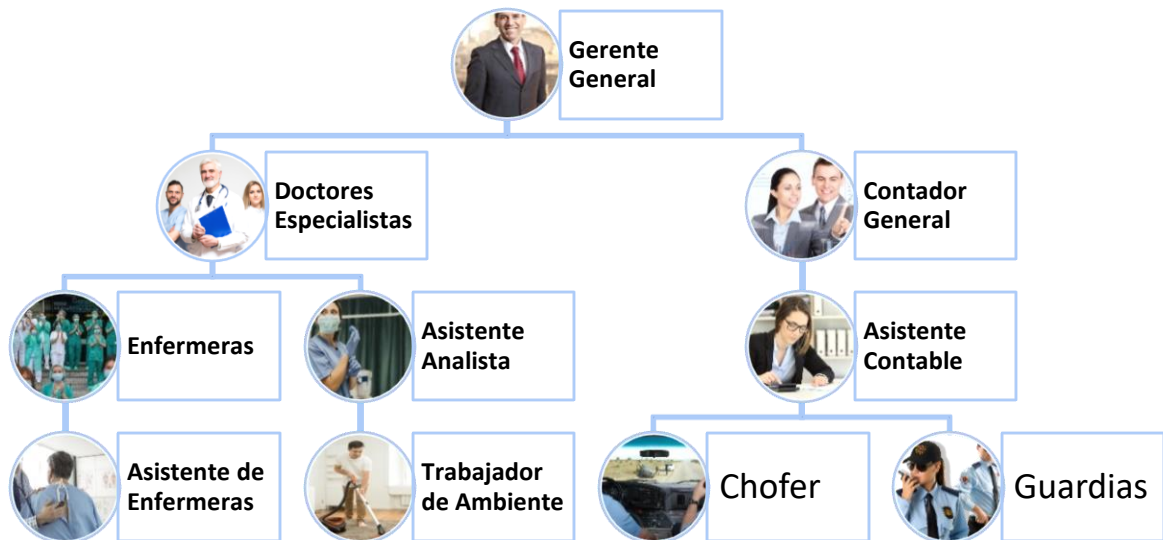 Gerente
General
Doctores
Especialistas
Contador
General
Enfermeras
Asistente
Analista
Asistente
Contable
Asistente de
Enfermeras
Trabajador
de Ambiente
Chofer
Guardias